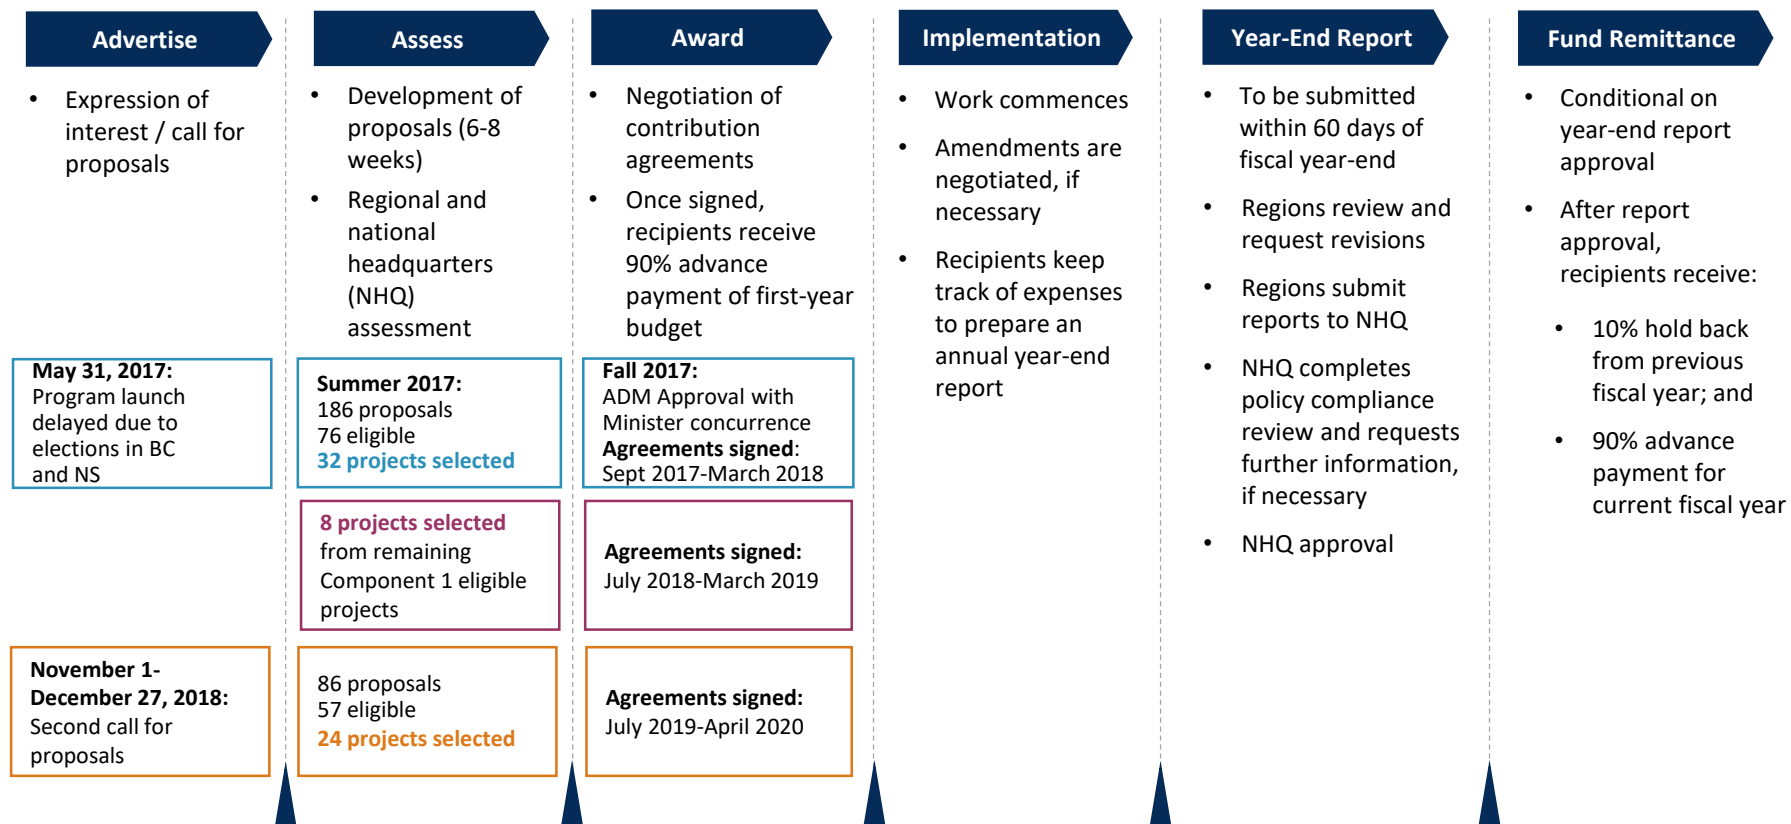 Advertise
Expression of
interest / call for
proposals
May 31, 2017:
Program launch
delayed due to
elections in BC
and NS
November 1-
December 27, 2018:
Second call for
proposals
Assess
Development of
proposals (6-8
weeks)
Regional and
national
headquarters
(NHQ)
assessment
Summer 2017:
186 proposals
76 eligible
32 projects selected
8 projects selected
from remaining
Component 1 eligible
projects
86 proposals
57 eligible
24 projects selected
Award
Negotiation of
contribution
agreements
Once signed,
recipients receive
90% advance
payment of first-year
budget
Fall 2017:
ADM Approval with
Minister concurrence
Agreements signed:
Sept 2017-March 2018
Agreements signed:
July 2018-March 2019
Agreements signed:
July 2019-April 2020
Implementation
Work commences
Amendments are
negotiated, if
necessary
Recipients keep
track of expenses
to prepare an
annual year-end
report
Year-End Report
To be submitted
within 60 days of
fiscal year-end
Regions review and
request revisions
Regions submit
reports to NHQ
NHQ completes
policy compliance
review and requests
further information,
if necessary
NHQ approval
Fund Remittance
Conditional on
year-end report
approval
After report
approval,
recipients receive:
10% hold back
from previous
fiscal year; and
90% advance
payment for
current fiscal year